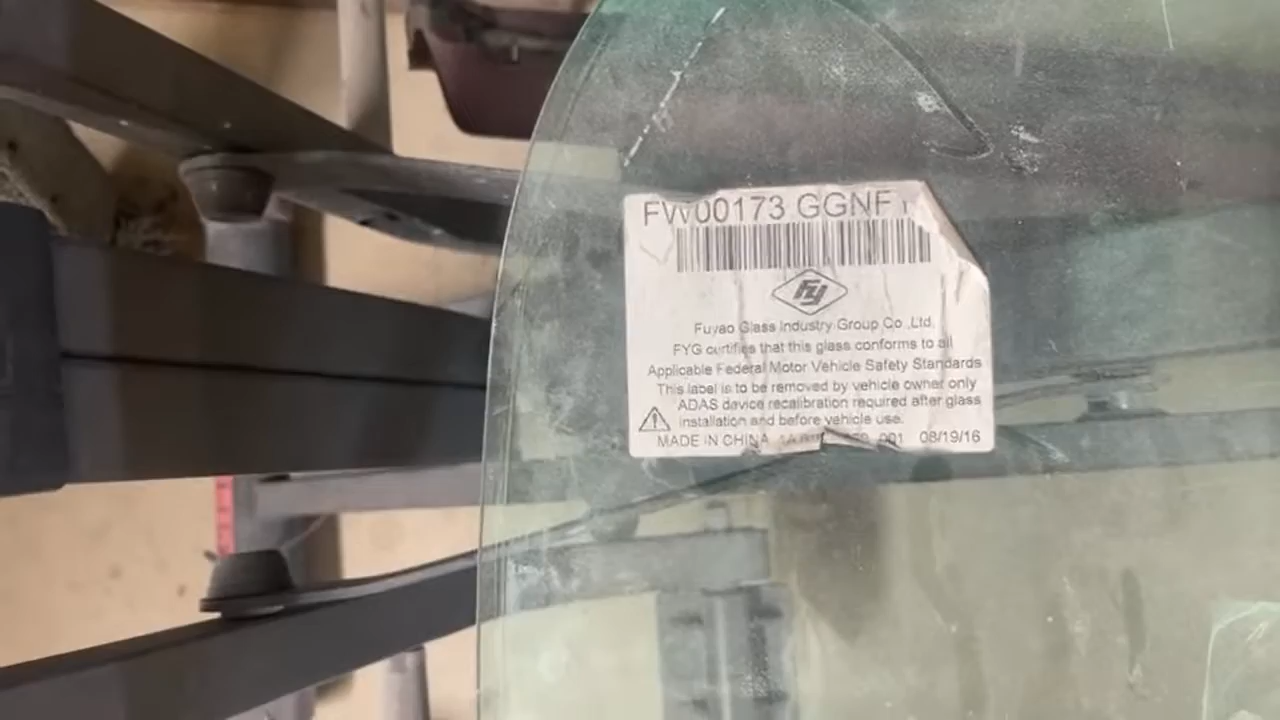 FW00173 GGNF
Fy
Fuyao Glass Industry Group Co.,Ltd.
FYG certifies that this glass conforms to all
Applicable Federal Motor Vehicle Safety Standards
This label is to be removed by vehicle owner only
ADAS device recalibration required after glass
installation and before vehicle use.
MADE IN CHINA 001 08/19/16